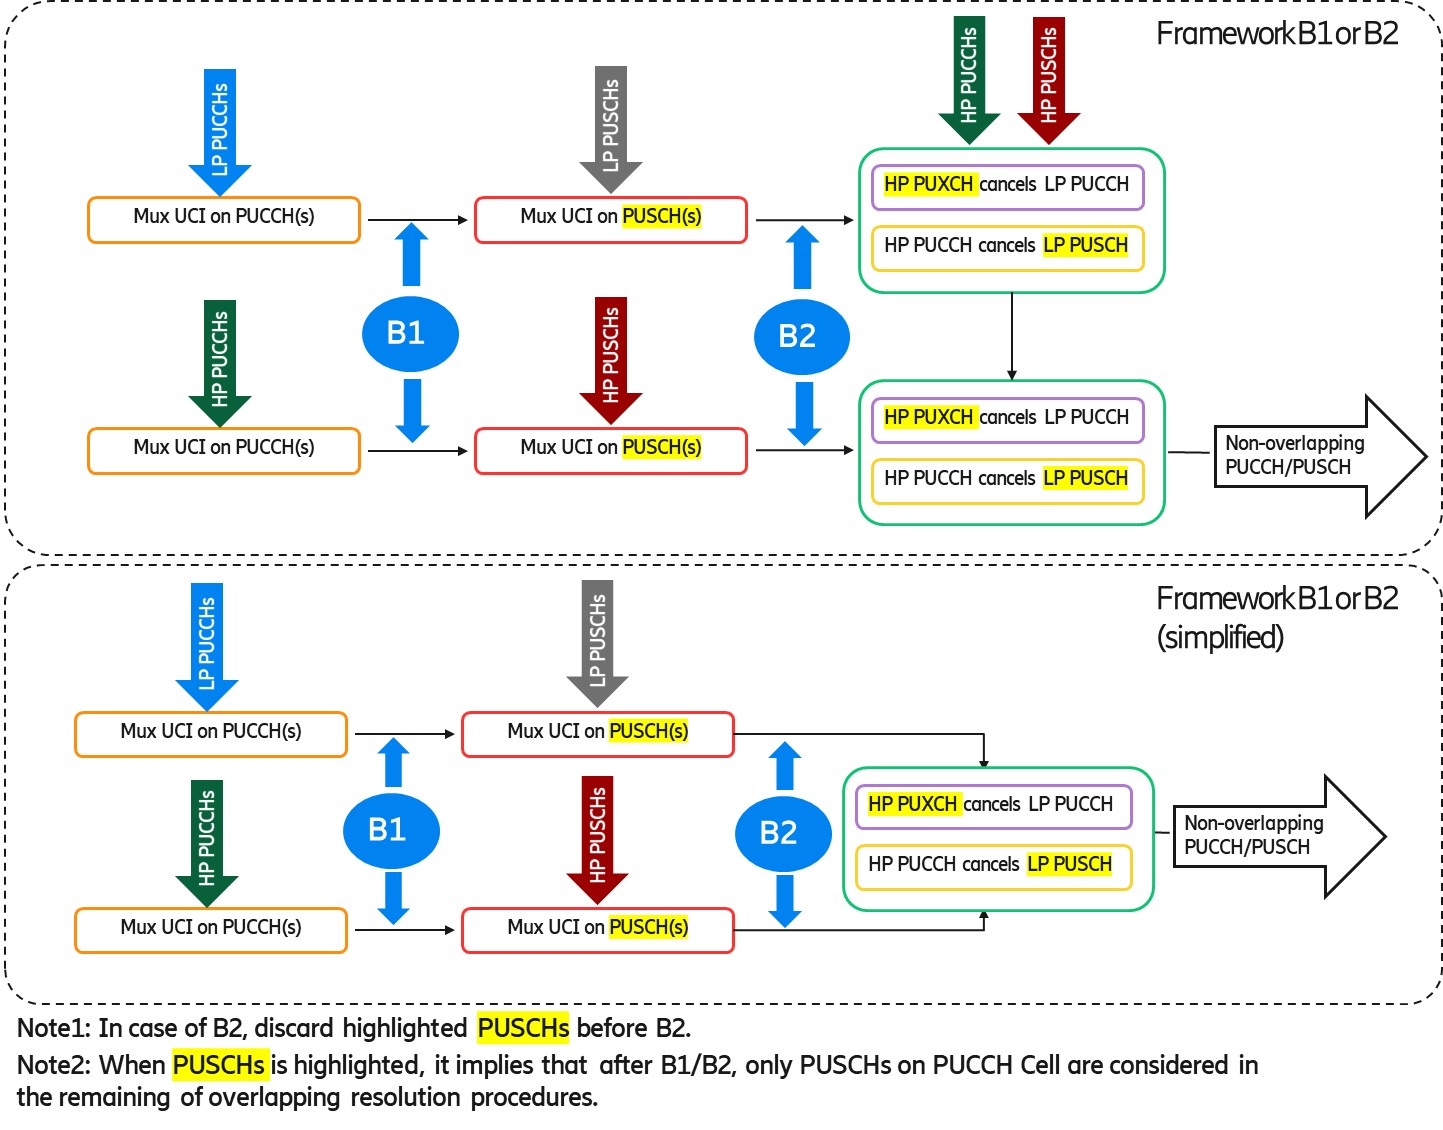 Framework B1 or B2
LP PUCCHs
LP PUSCHs
HP PUCCHs
HP PUSCHs
Mux UCI on PUCCH(s)
Mux UCI on PUSCH(s)
HP PUXCH cancels LP PUCCH
HP PUCCH cancels LP PUSCH
B1
B2
HP PUCCHs
HP PUSCHs
Mux UCI on PUCCH(s)
Mux UCI on PUSCH(s)
HP PUXCH cancels LP PUCCH
HP PUCCH cancels LP PUSCH
Non-overlapping
PUCCH/PUSCH
Framework B1 or B2
(simplified)
LP PUCCHs
LP PUSCHs
Mux UCI on PUCCH(s)
Mux UCI on PUSCH(s)
B1
B2
HP PUCCHs
HP PUSCHs
HP PUXCH cancels LP PUCCH
HP PUCCH cancels LP PUSCH
Non-overlapping
PUCCH/PUSCH
Mux UCI on PUCCH(s)
Mux UCI on PUSCH(s)
Note1: In case of B2, discard highlighted PUSCHs before B2.
Note2: When PUSCHs is highlighted, it implies that after B1/B2, only PUSCHs on PUCCH Cell are considered in
the remaining of overlapping resolution procedures.